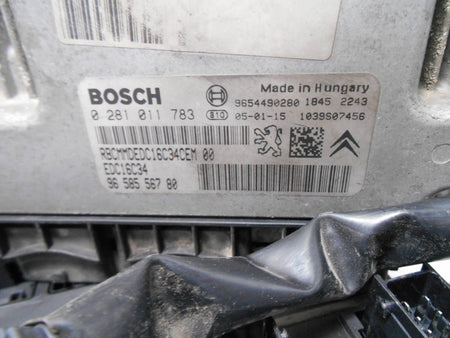 BOSCH
Made in Hungary
9654490280 1845 2243
0 281 011 783 810 05-01-15 1039S07456
RBCMMDEDC16C34CEM 00
EDC16C34
96 585 567 80